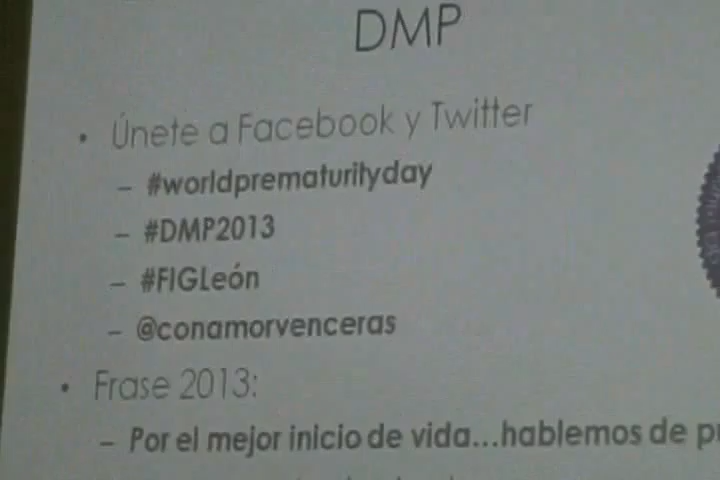 DMP
• Únete a Facebook y Twitter
– #worldprematurityday
– #DMP2013
– #FIGLeón
– @conamorvenceras
• Frase 2013:
– Por el mejor inicio de vida...hablemos de